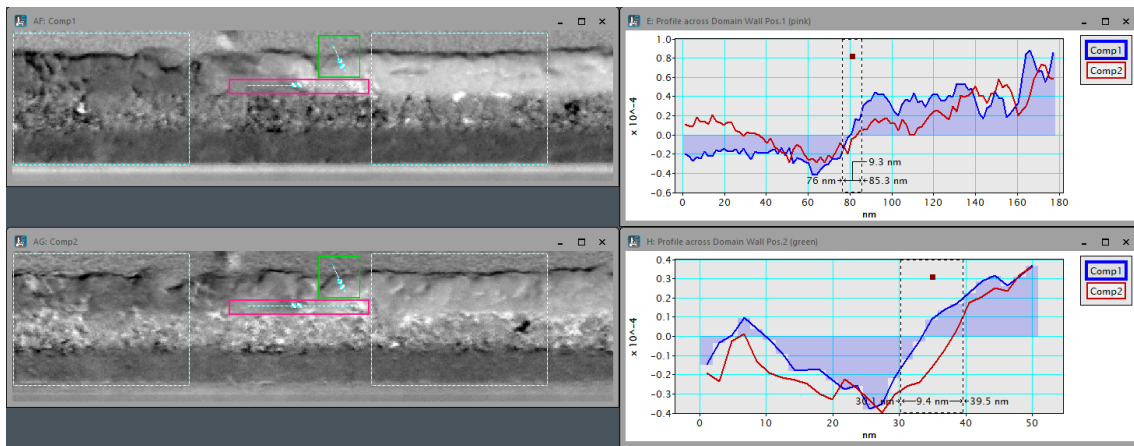 AF: Comp1
AG: Comp2
E: Profile across Domain Wall Pos.1 (pink)
1.0
0.8
0.6
0.4
0.2
0.0
−0.2
−0.4
−0.6
x 10^-4
0
20
40
60
80
100
120
140
160
180
nm
9.3 nm
76 nm
85.3 nm
Comp1
Comp2
H: Profile across Domain Wall Pos.2 (green)
0.4
0.3
0.2
0.1
0.0
−0.1
−0.2
−0.3
−0.4
x 10^-4
0
10
20
30
40
50
nm
30.1 nm
9.4 nm
39.5 nm
Comp1
Comp2